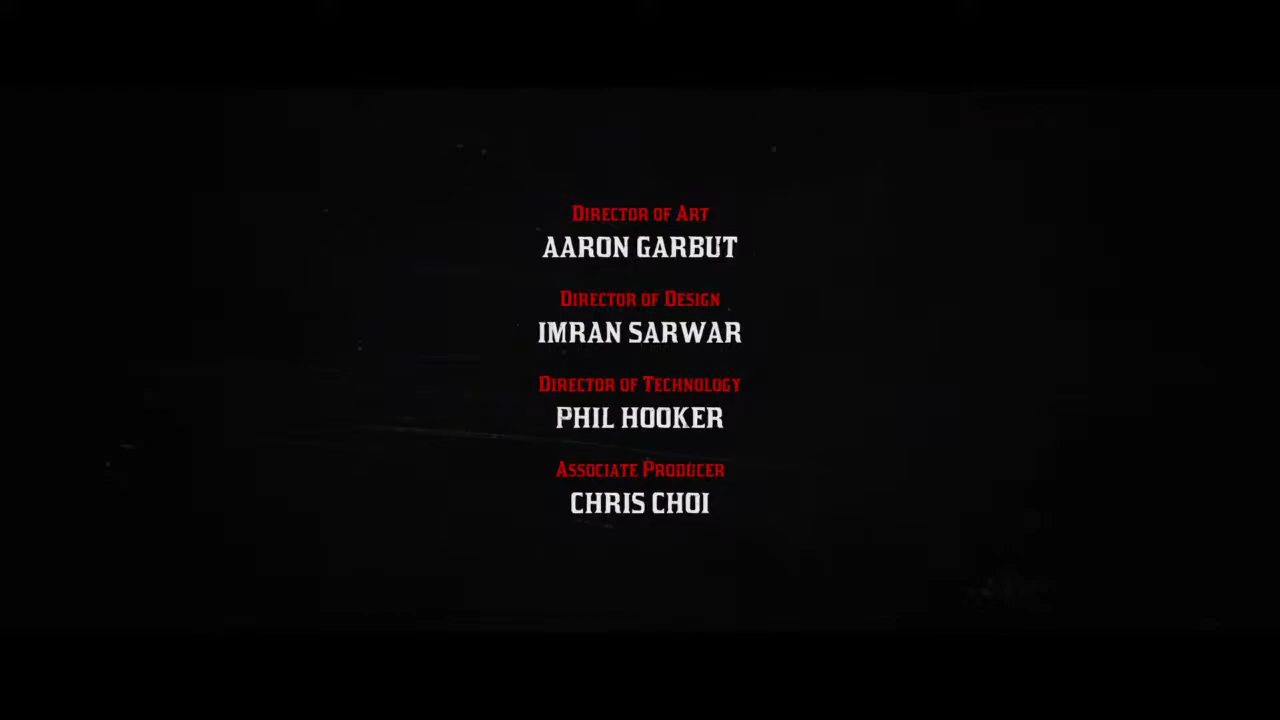 Director of Art
AARON GARBUT
Director of Design
IMRAN SARWAR
Director of Technology
PHIL HOOKER
Associate Producer
CHRIS CHOI